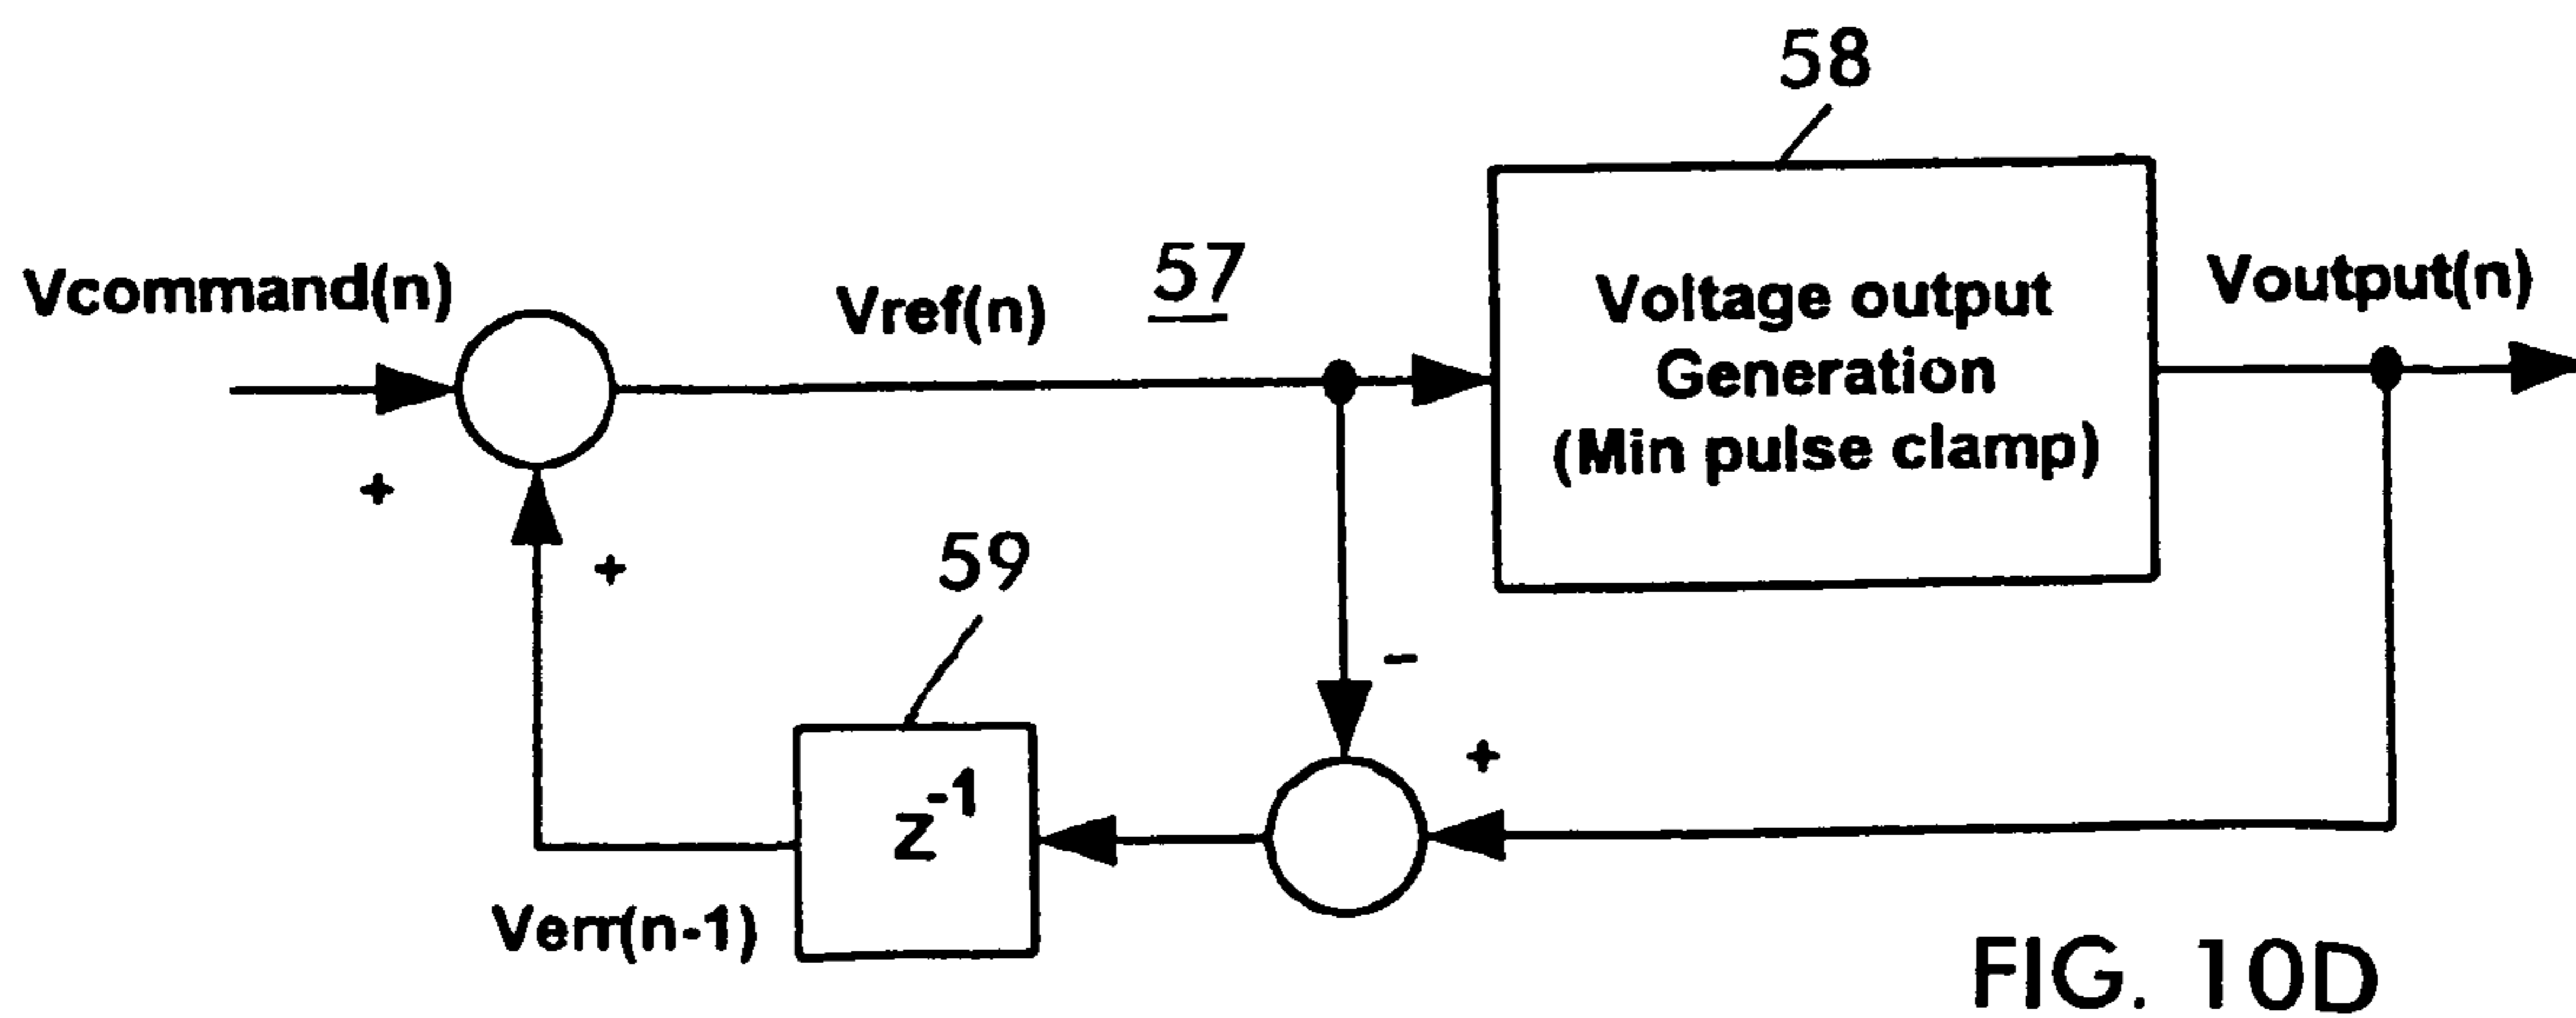 58
Vcommand(n)
Vref(n)
57
Voltage output
Generation
(Min pulse clamp)
Voutput(n)
+
+
59
-
+
z-1
Verr(n-1)
FIG. 10D